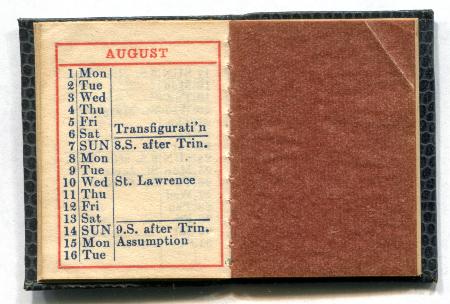 AUGUST
1 Mon
2 Tue
3 Wed
4 Thu
5 Fri
6 Sat Transfigurati'n
7 SUN 8.S. after Trin.
8 Mon
9 Tue
10 Wed St. Lawrence
11 Thu
12 Fri
13 Sat
14 SUN 9.S. after Trin.
15 Mon Assumption
16 Tue